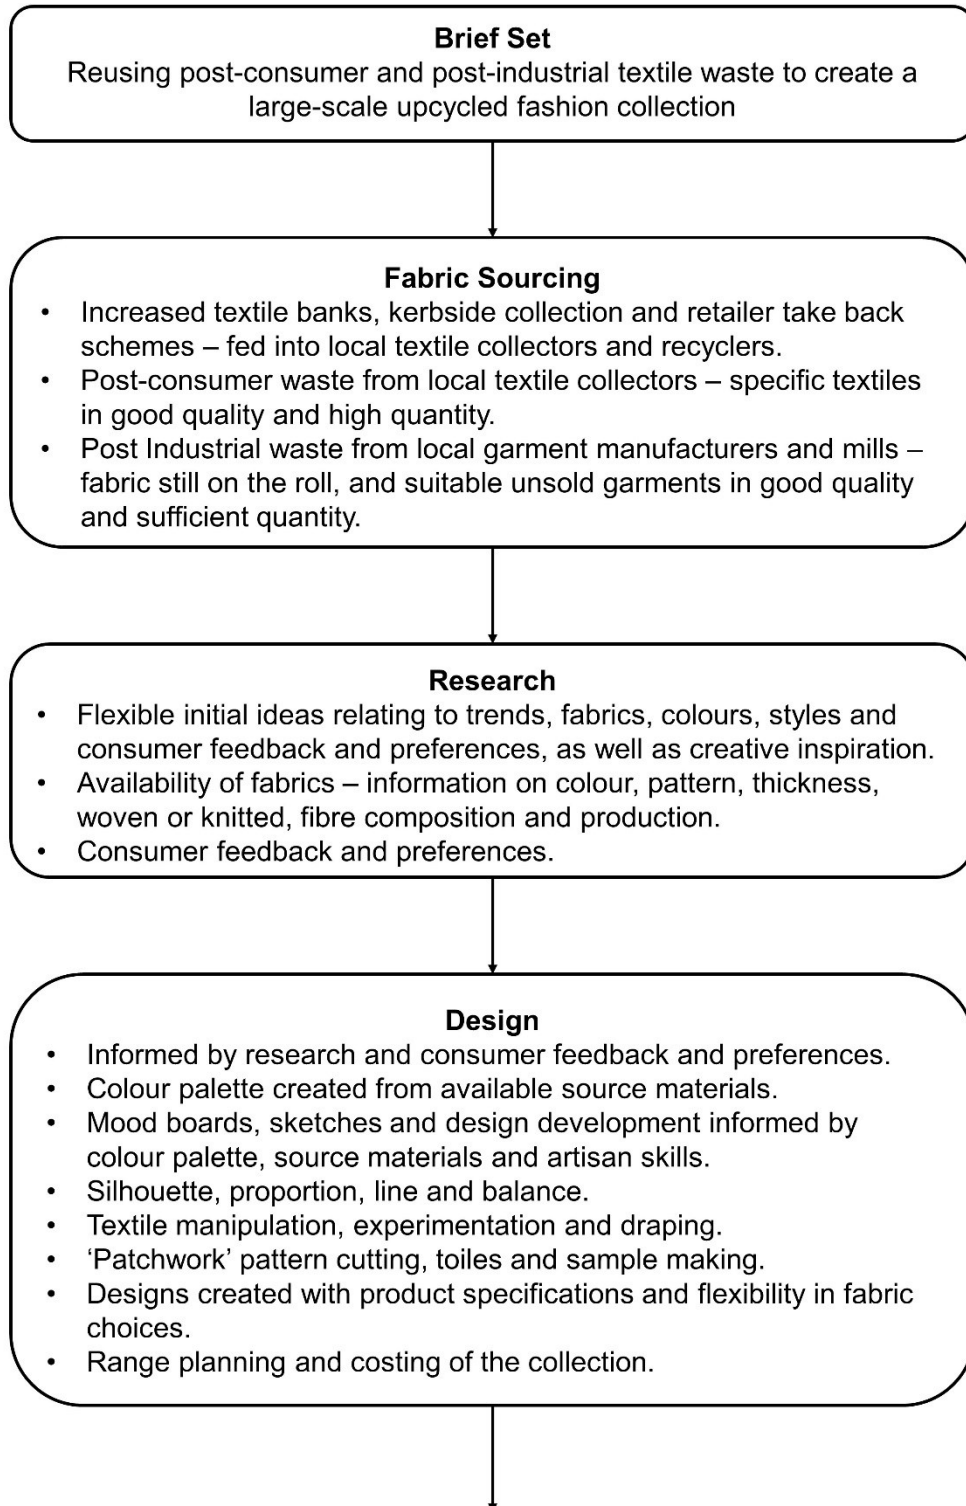 Brief Set
Reusing post-consumer and post-industrial textile waste to create a
large-scale upcycled fashion collection
Fabric Sourcing
• Increased textile banks, kerbside collection and retailer take back
schemes – fed into local textile collectors and recyclers.
• Post-consumer waste from local textile collectors – specific textiles
in good quality and high quantity.
• Post Industrial waste from local garment manufacturers and mills –
fabric still on the roll, and suitable unsold garments in good quality
and sufficient quantity.
Research
• Flexible initial ideas relating to trends, fabrics, colours, styles and
consumer feedback and preferences, as well as creative inspiration.
• Availability of fabrics – information on colour, pattern, thickness,
woven or knitted, fibre composition and production.
• Consumer feedback and preferences.
Design
• Informed by research and consumer feedback and preferences.
• Colour palette created from available source materials.
• Mood boards, sketches and design development informed by
colour palette, source materials and artisan skills.
• Silhouette, proportion, line and balance.
• Textile manipulation, experimentation and draping.
• ‘Patchwork’ pattern cutting, toiles and sample making.
• Designs created with product specifications and flexibility in fabric
choices.
• Range planning and costing of the collection.